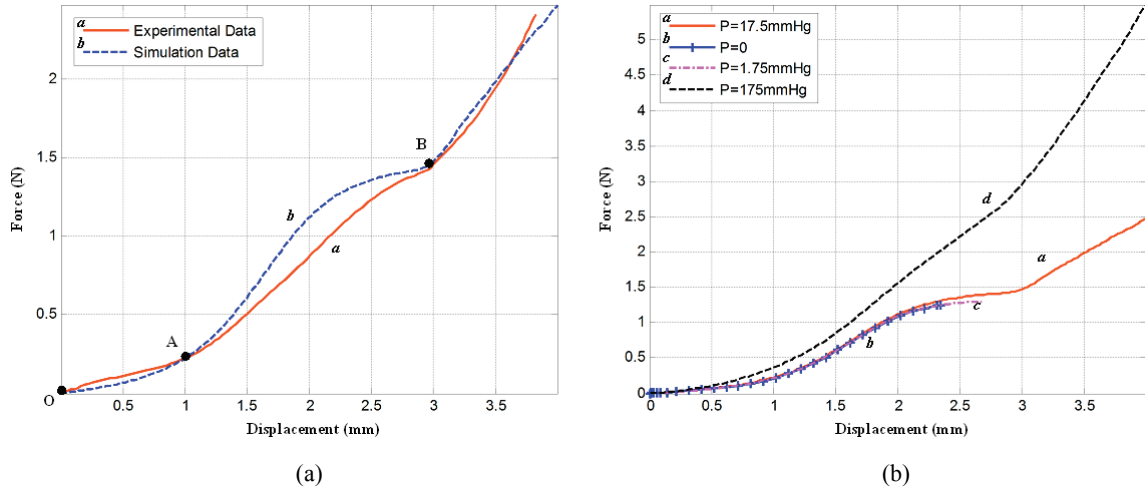 a Experimental Data
b Simulation Data
2
1.5
1
0.5
O
A
B
b
a
0.5 1 1.5 2 2.5 3 3.5
Force (N)
Displacement (mm)
(a)
a P=17.5mmHg
b P=0
c P=1.75mmHg
d P=175mmHg
5
4.5
4
3.5
3
2.5
2
1.5
1
0.5
0
d
a
c
b
0 0.5 1 1.5 2 2.5 3 3.5
Force (N)
Displacement (mm)
(b)